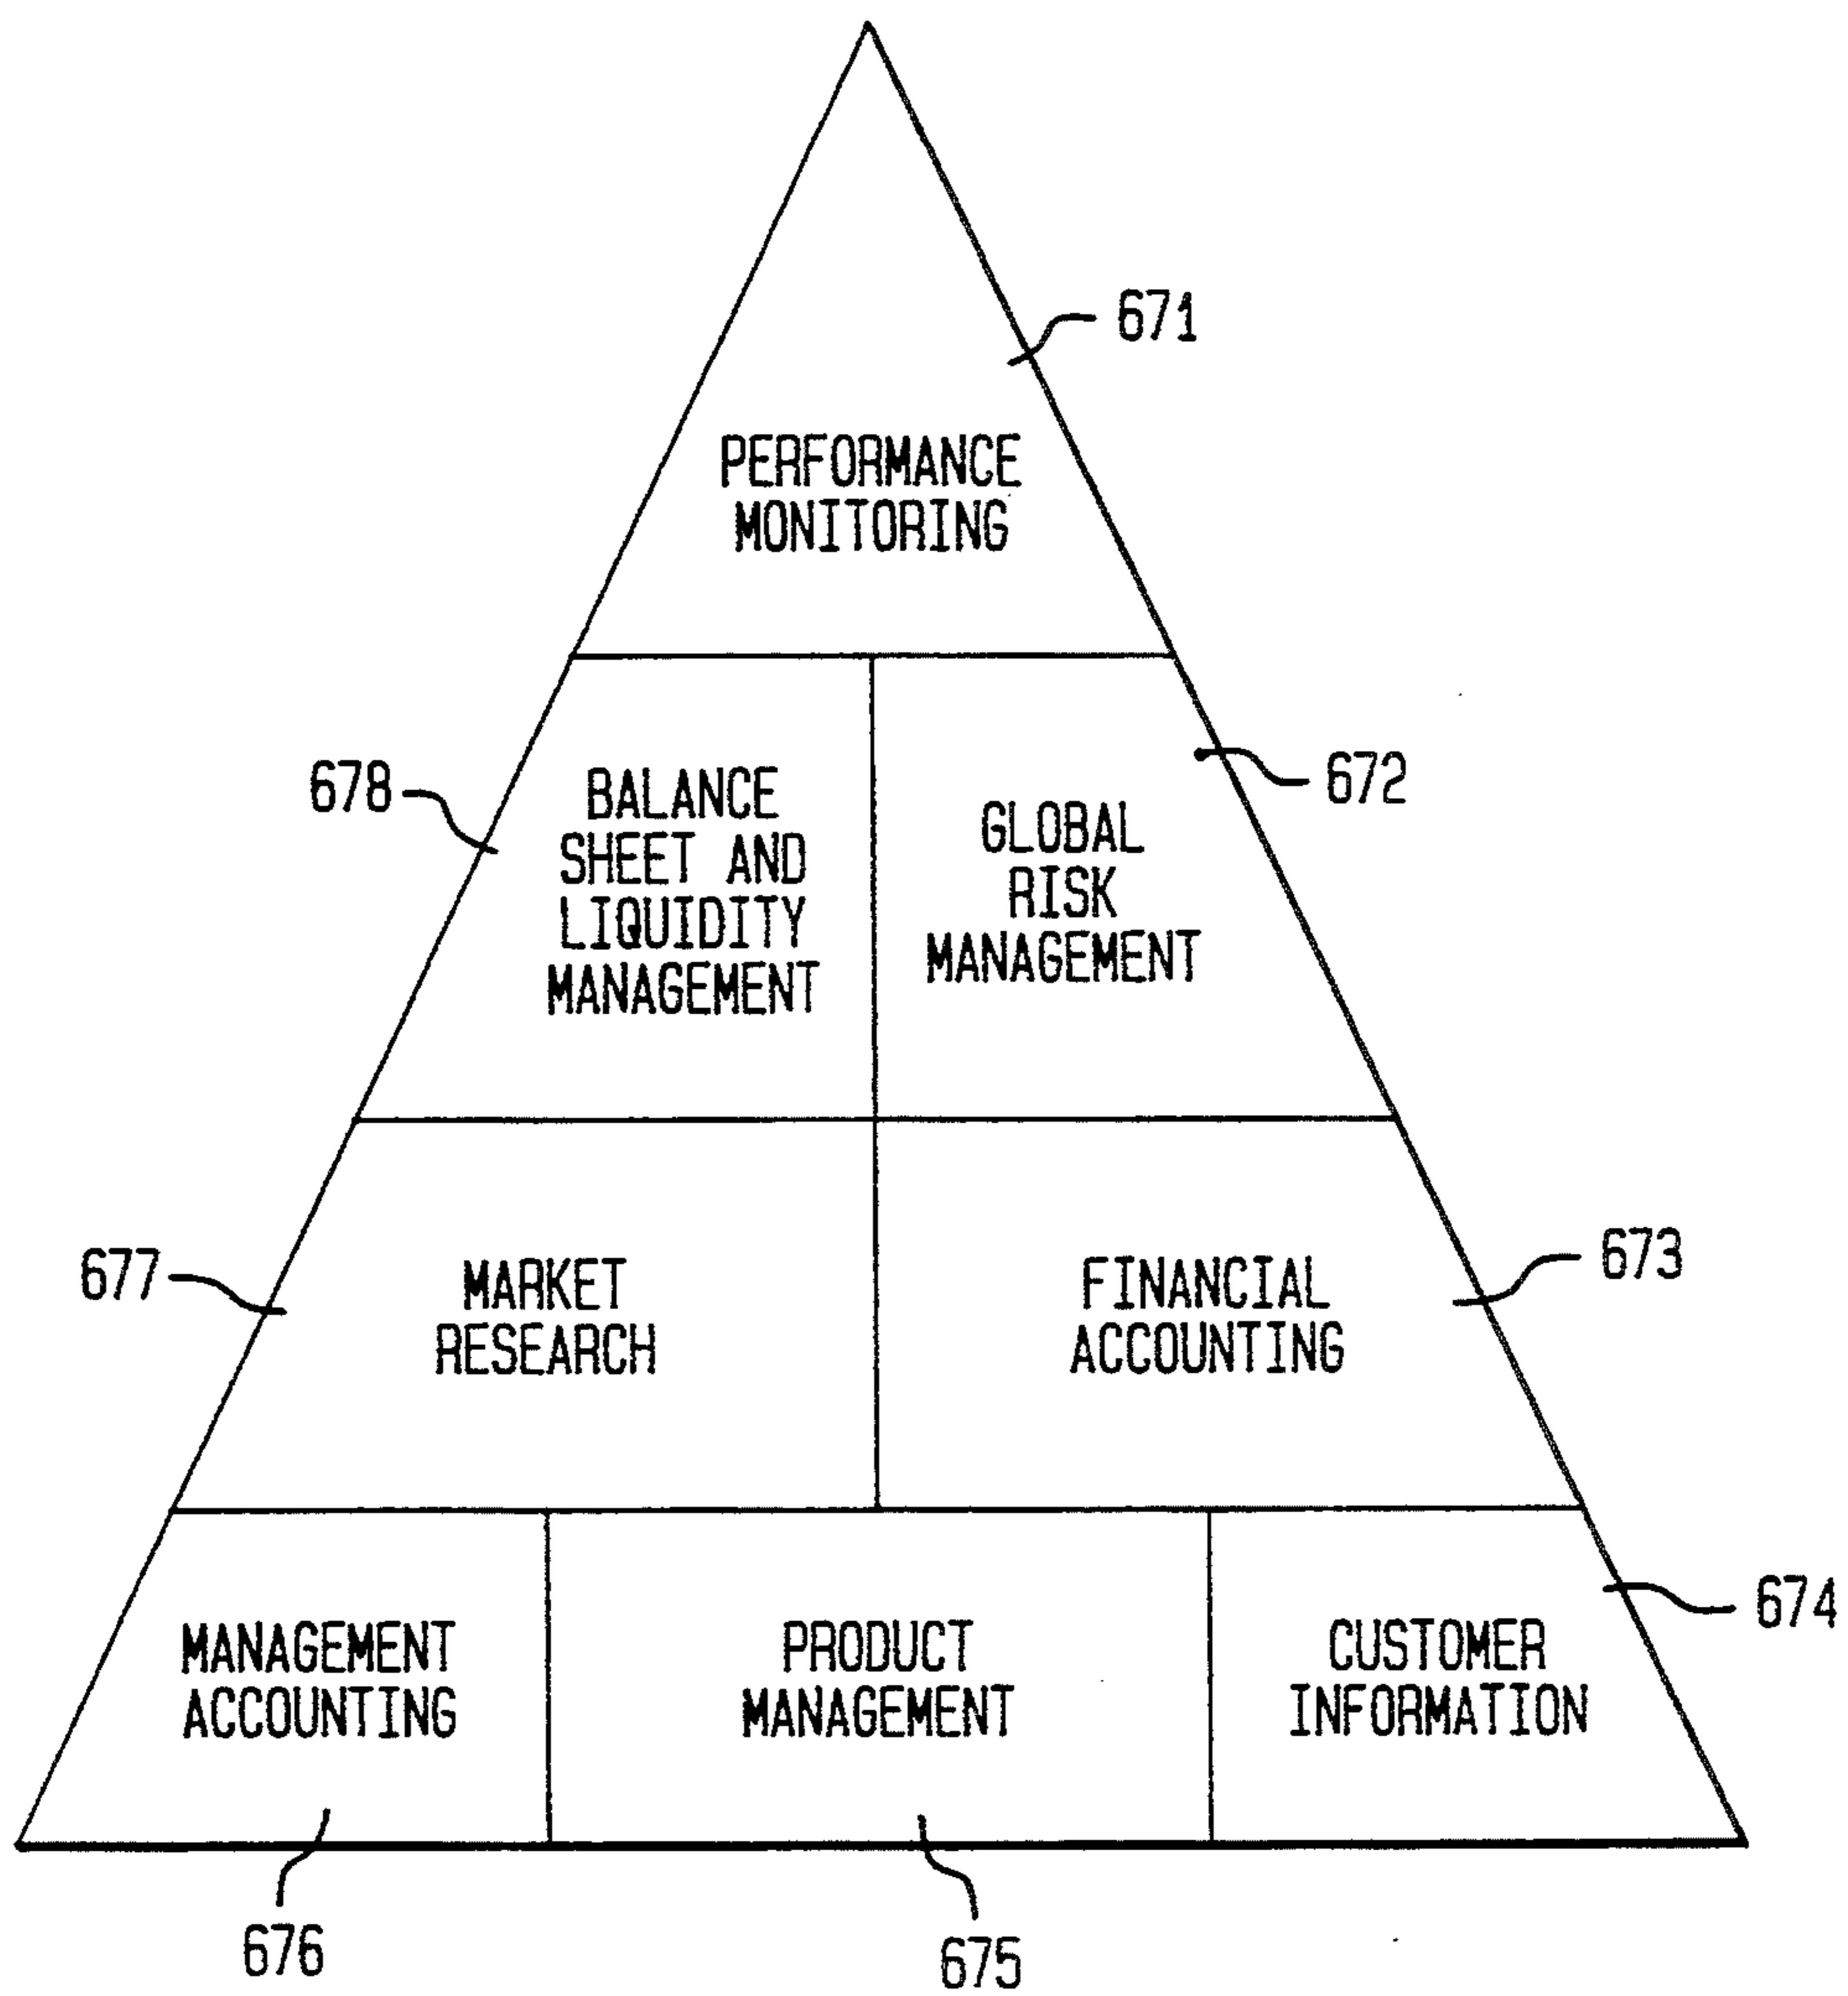 671
PERFORMANCE
MONITORING
678
BALANCE
SHEET AND
LIQUIDITY
MANAGEMENT
GLOBAL
RISK
MANAGEMENT
672
677
MARKET
RESEARCH
FINANCIAL
ACCOUNTING
673
MANAGEMENT
ACCOUNTING
PRODUCT
MANAGEMENT
CUSTOMER
INFORMATION
674
676
675